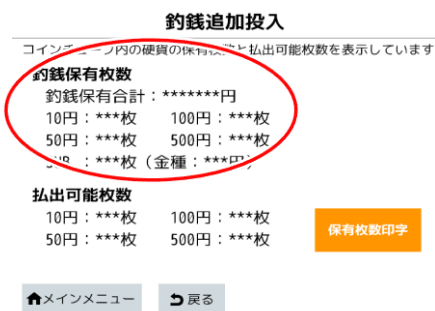 釣銭追加投入
コインチューブ内の硬貨の保有枚数と払出可能枚数を表示しています
釣銭保有枚数
釣銭保有合計：*******円
10円：***枚 100円：***枚
50円：***枚 500円：***枚
SUB ：***枚（金種：***円）
払出可能枚数
10円：***枚 100円：***枚
50円：***枚 500円：***枚
保有枚数印字
メインメニュー 戻る